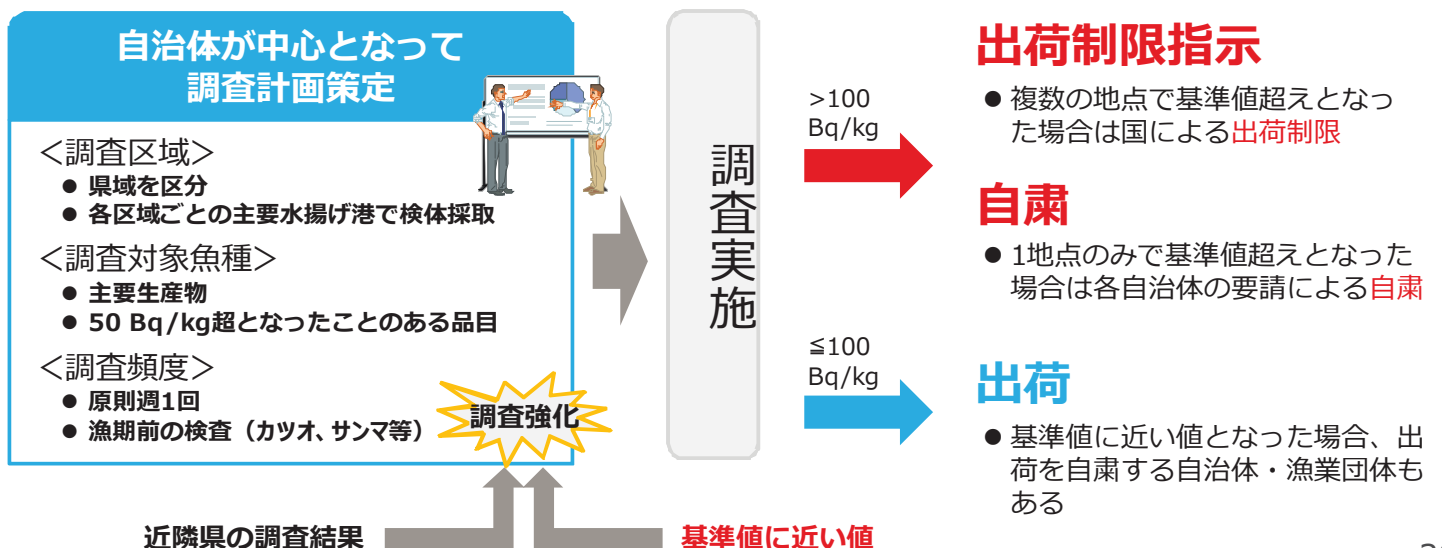 自治体が中心となって
調査計画策定
＜調査区域＞
● 県域を区分
● 各区域ごとの主要水揚げ港で検体採取
＜調査対象魚種＞
● 主要生産物
● 50 Bq/kg超となったことのある品目
＜調査頻度＞
● 原則週1回
● 漁期前の検査（カツオ、サンマ等）
調査強化
近隣県の調査結果
基準値に近い値
調査実施
>100
Bq/kg
≦100
Bq/kg
出荷制限指示
● 複数の地点で基準値超えとなっ
た場合は国による出荷制限
自粛
● 1地点のみで基準値超えとなった
場合は各自治体の要請による自粛
出荷
● 基準値に近い値となった場合、出
荷を自粛する自治体・漁業団体も
ある